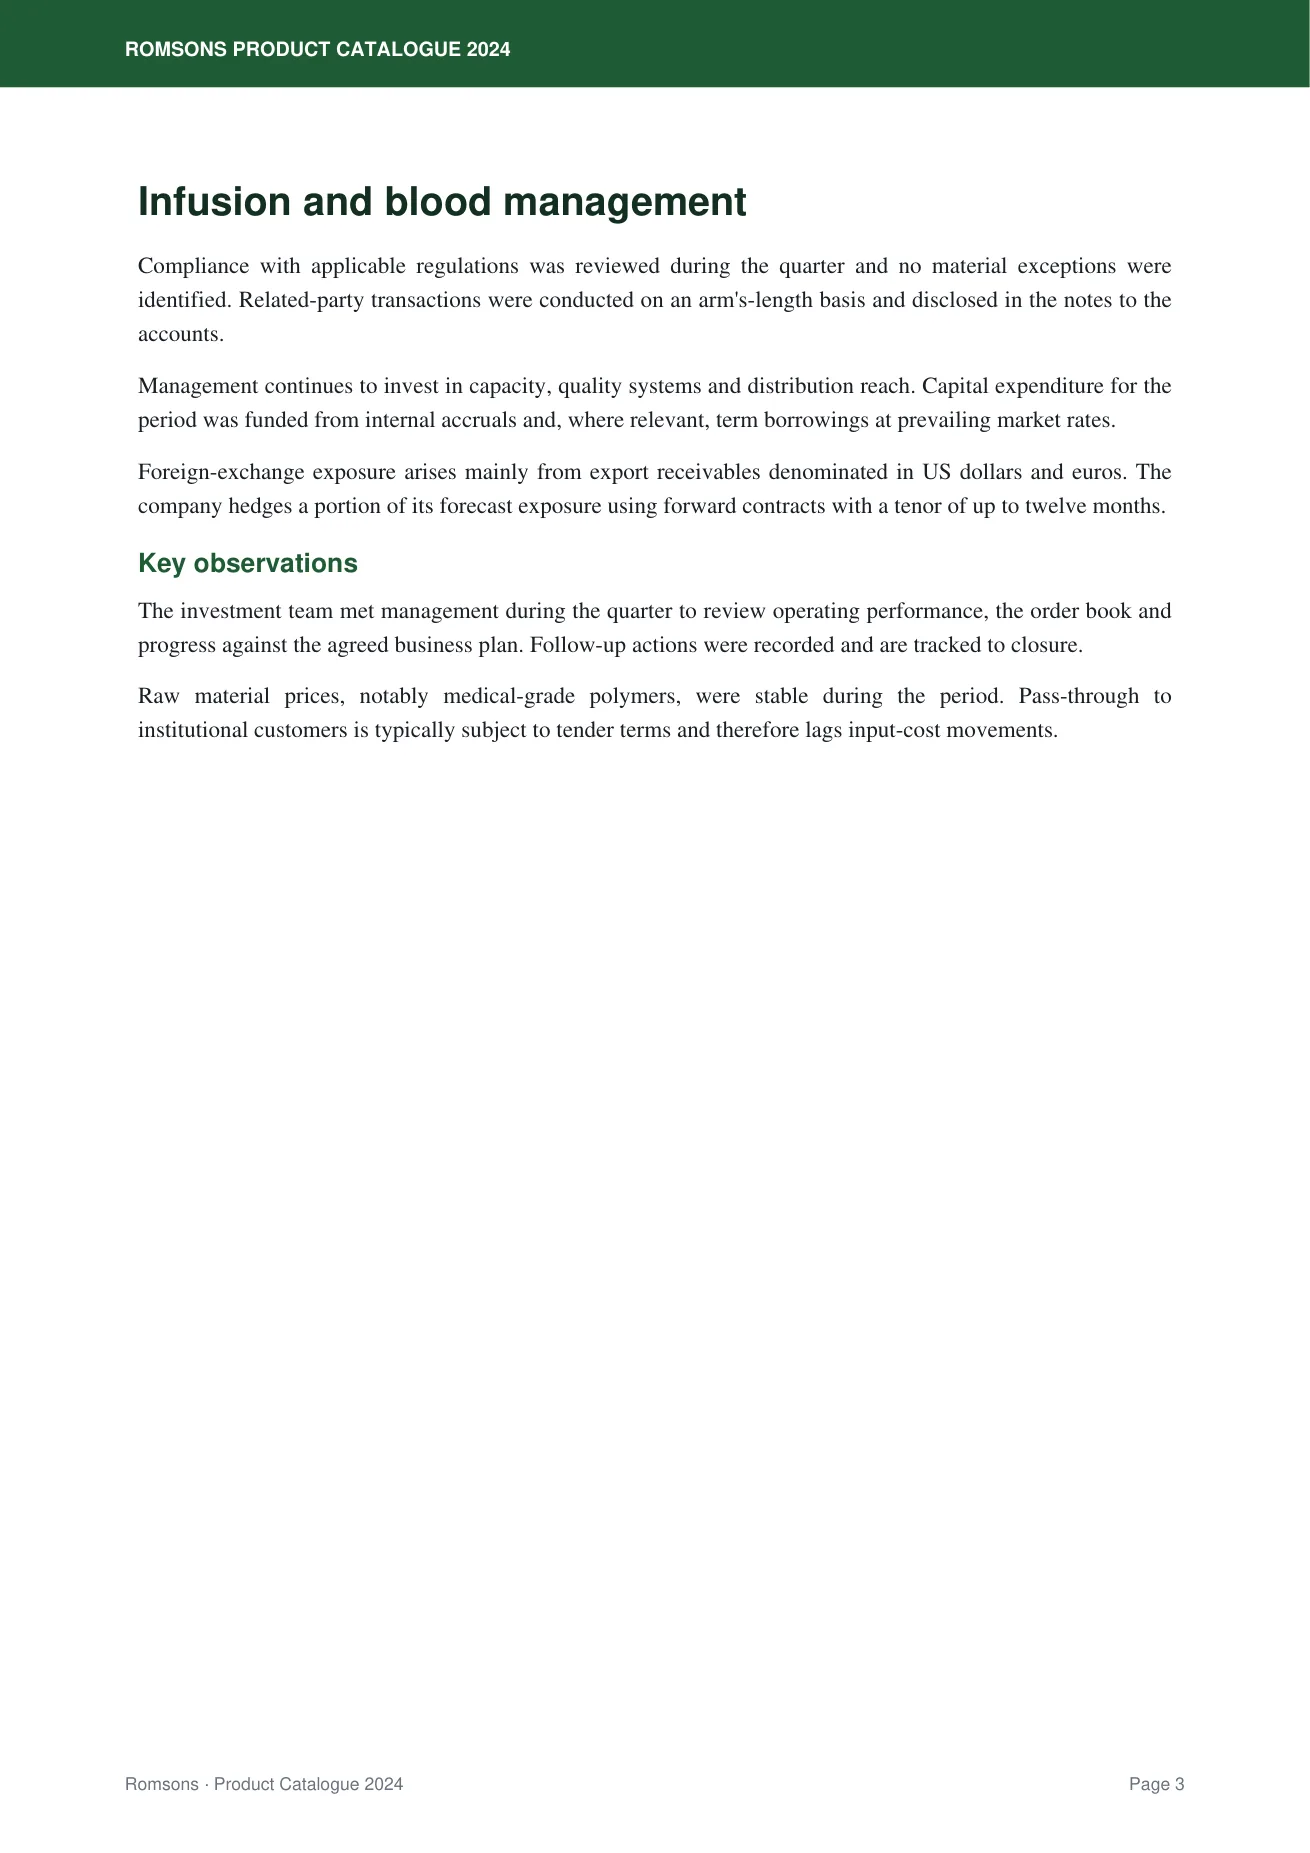 ROMSONS PRODUCT CATALOGUE 2024
Infusion and blood management
Compliance with applicable regulations was reviewed during the quarter and no material exceptions were
identified. Related-party transactions were conducted on an arm's-length basis and disclosed in the notes to the
accounts.
Management continues to invest in capacity, quality systems and distribution reach. Capital expenditure for the
period was funded from internal accruals and, where relevant, term borrowings at prevailing market rates.
Foreign-exchange exposure arises mainly from export receivables denominated in US dollars and euros. The
company hedges a portion of its forecast exposure using forward contracts with a tenor of up to twelve months.
Key observations
The investment team met management during the quarter to review operating performance, the order book and
progress against the agreed business plan. Follow-up actions were recorded and are tracked to closure.
Raw material prices, notably medical-grade polymers, were stable during the period. Pass-through to
institutional customers is typically subject to tender terms and therefore lags input-cost movements.
Romsons · Product Catalogue 2024
Page 3